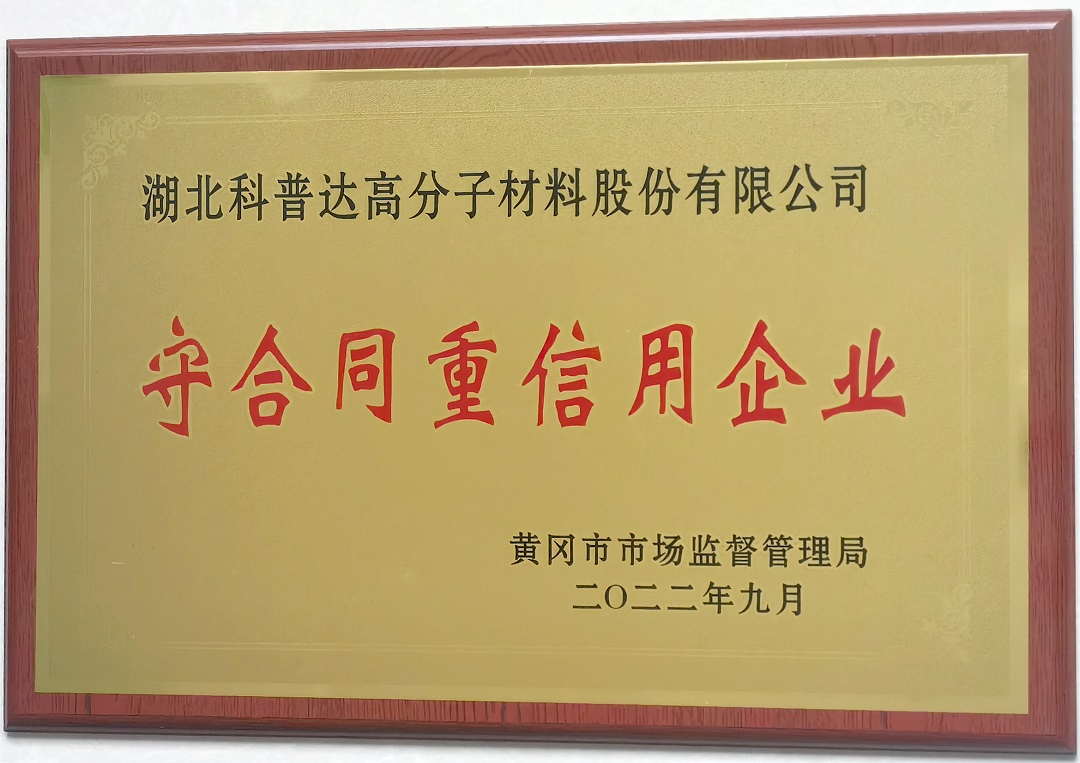 湖北科普达高分子材料股份有限公司
守合同重信用企业
黄冈市市场监督管理局
二〇二二年九月